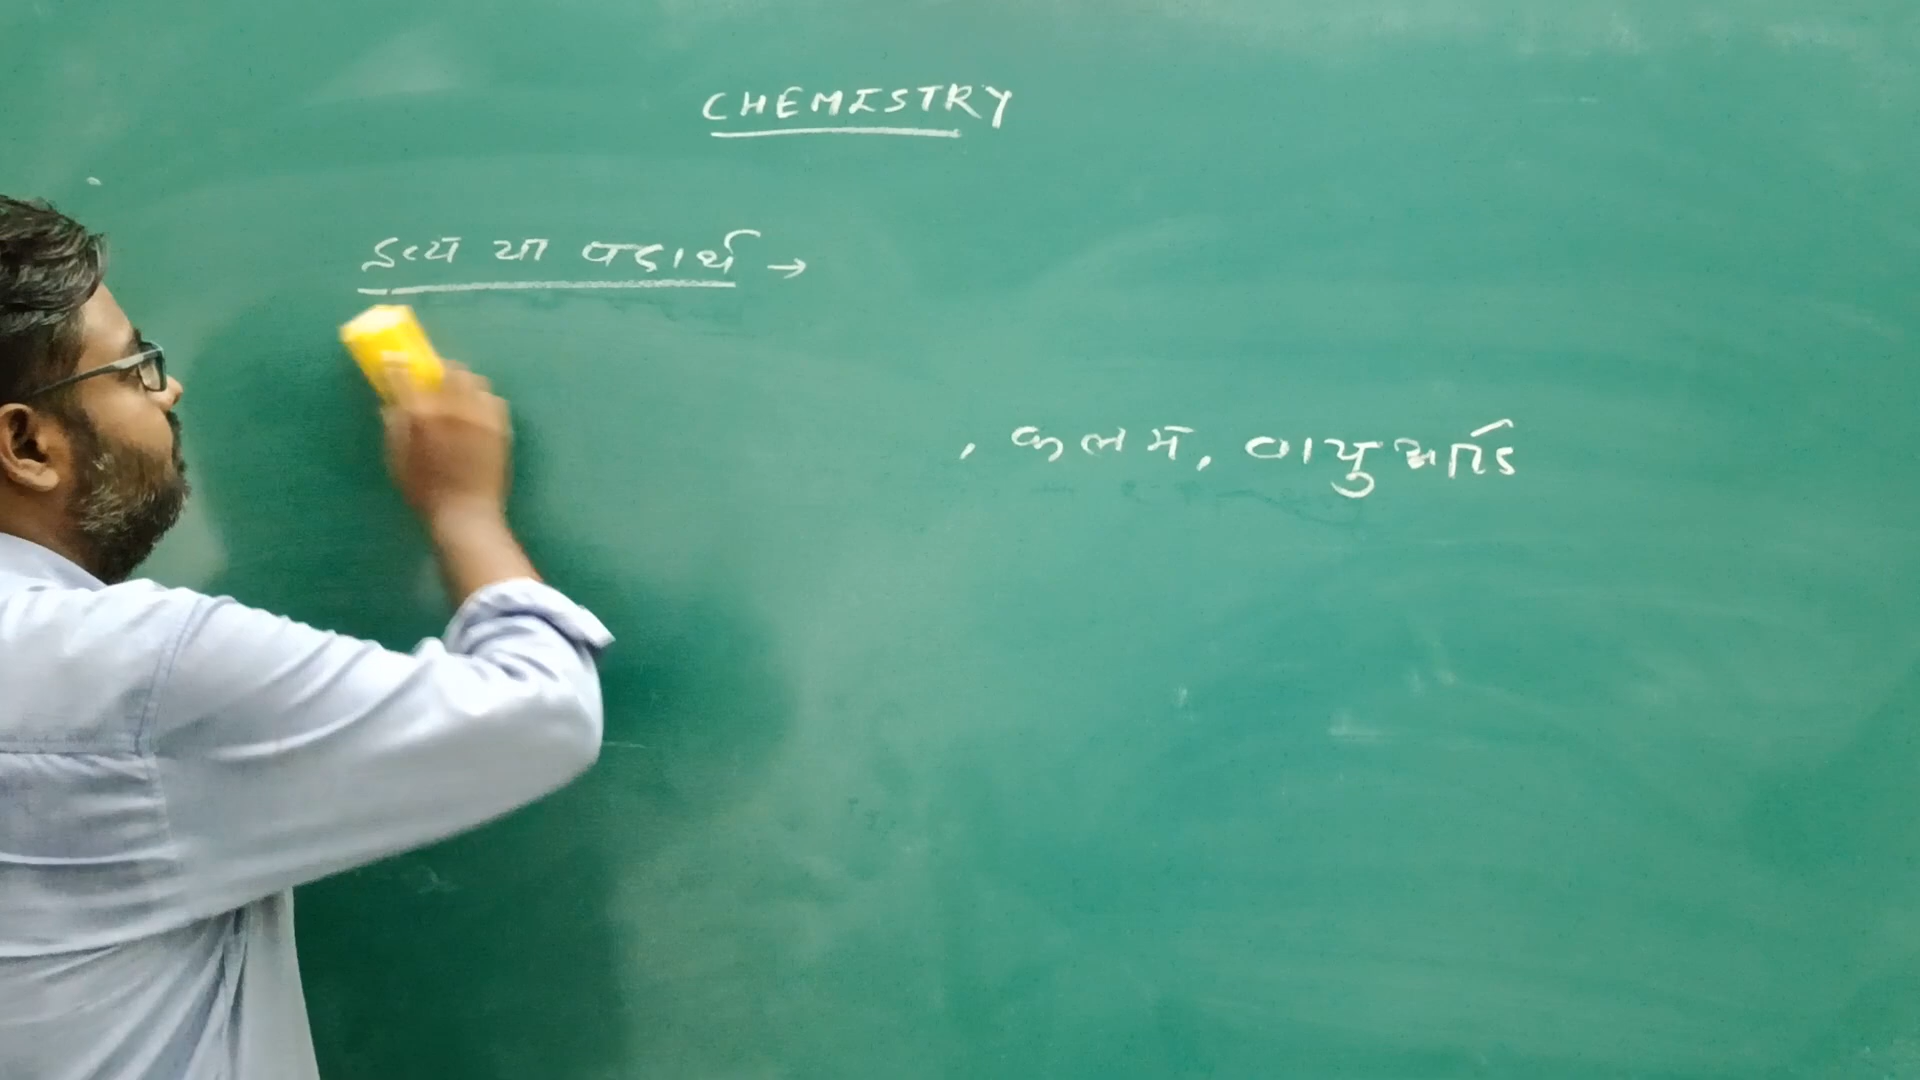 CHEMISTRY
द्रव्य या पदार्थ →
, कलम, वायु आदि